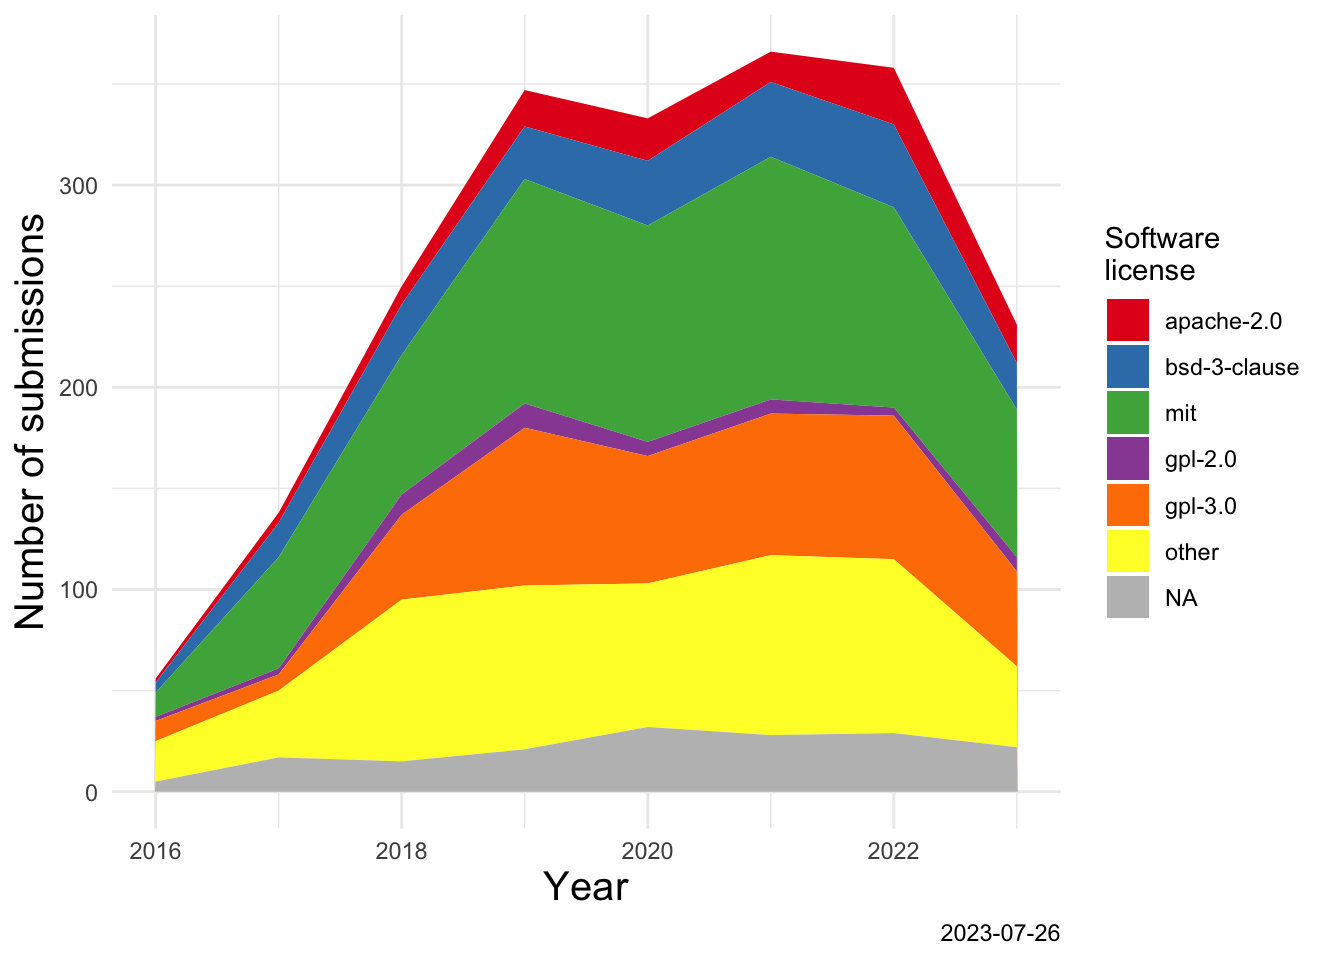 Number of submissions
300
200
100
0
2016
2018
2020
2022
Year
2023-07-26
Software
license
apache-2.0
bsd-3-clause
mit
gpl-2.0
gpl-3.0
other
NA